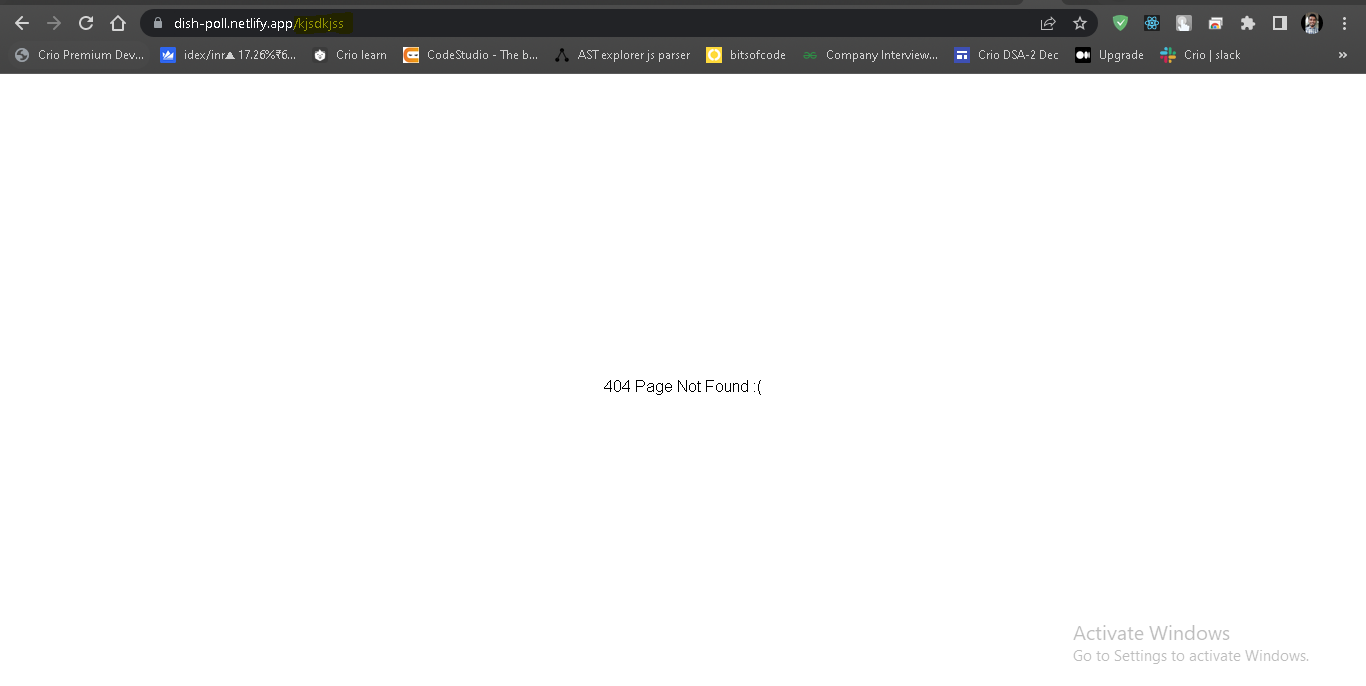 dish-poll.netlify.app/kjsdkjss
Crio Premium Dev... idex/inr▲ 17.26%₹6... Crio learn CodeStudio - The b... AST explorer js parser bitsofcode Company Interview... Crio DSA-2 Dec Upgrade Crio | slack »
404 Page Not Found :(
Activate Windows
Go to Settings to activate Windows.